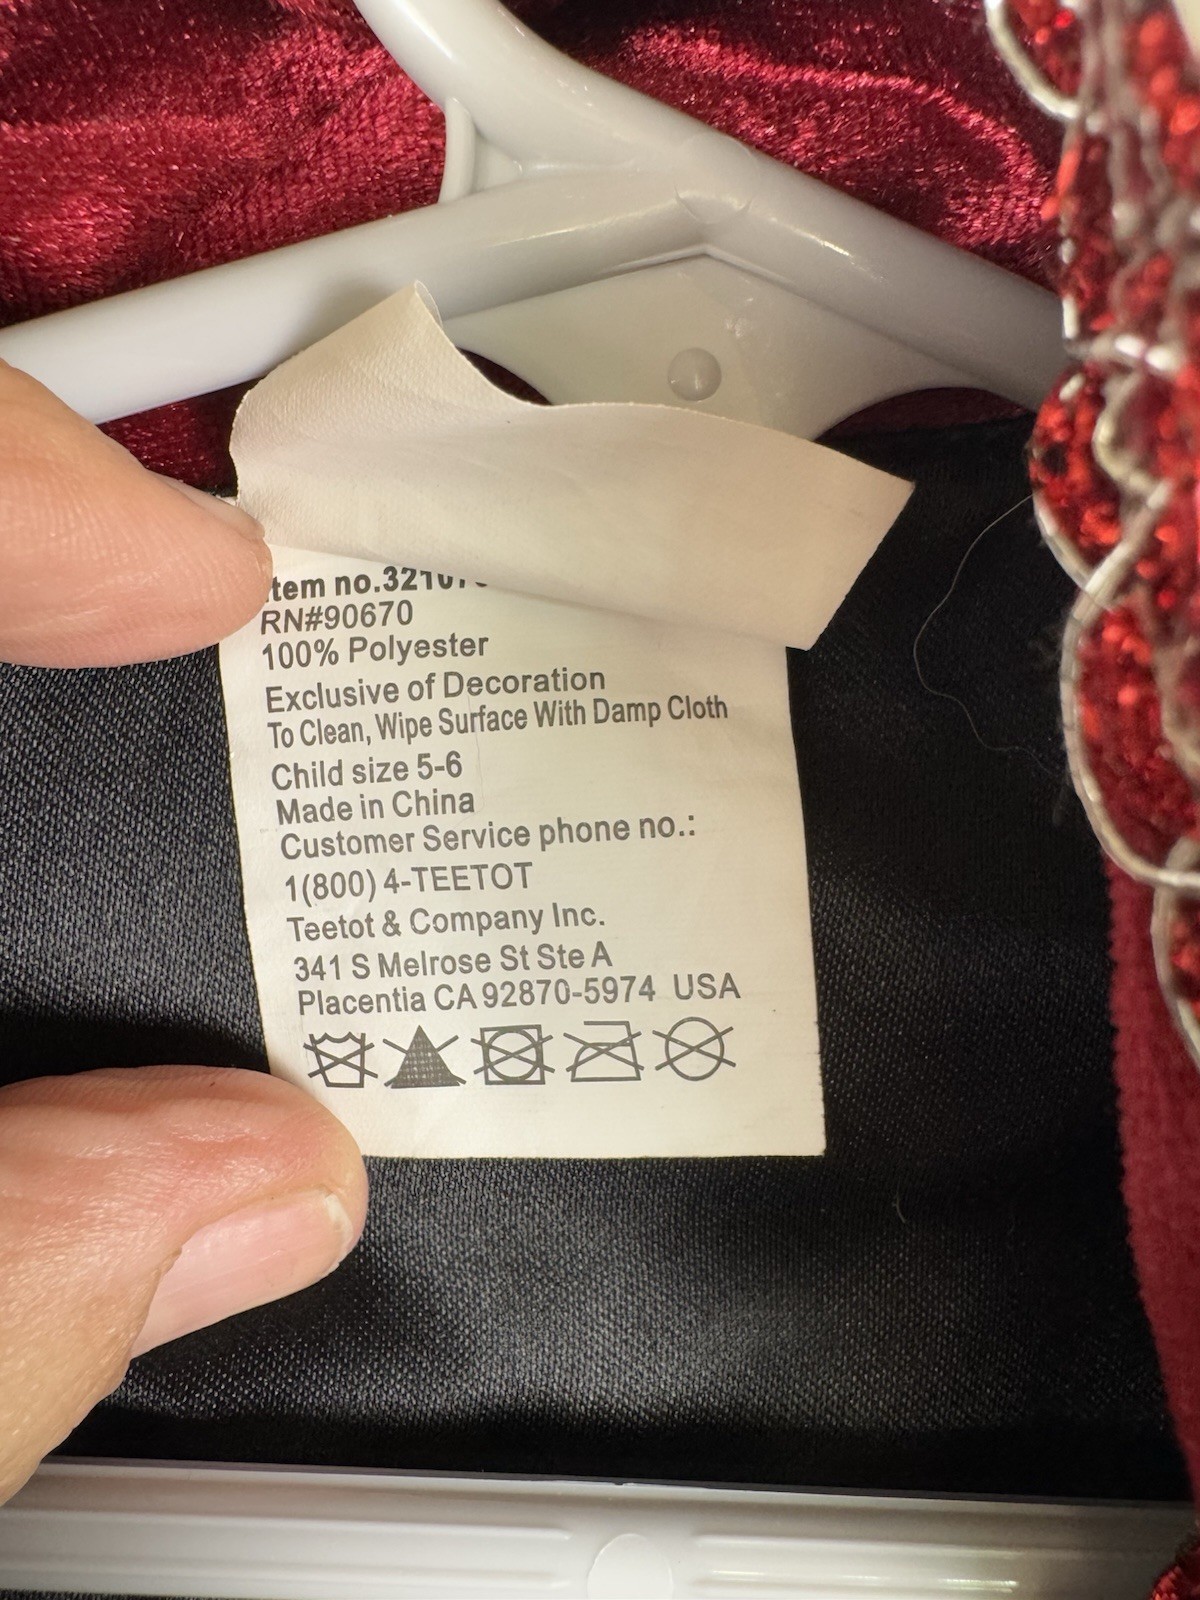 tem no.
RN#90670
100% Polyester
Exclusive of Decoration
To Clean, Wipe Surface With Damp Cloth
Child size 5-6
Made in China
Customer Service phone no.:
1(800) 4-TEETOT
Teetot & Company Inc.
341 S Melrose St Ste A
Placentia CA 92870-5974 USA